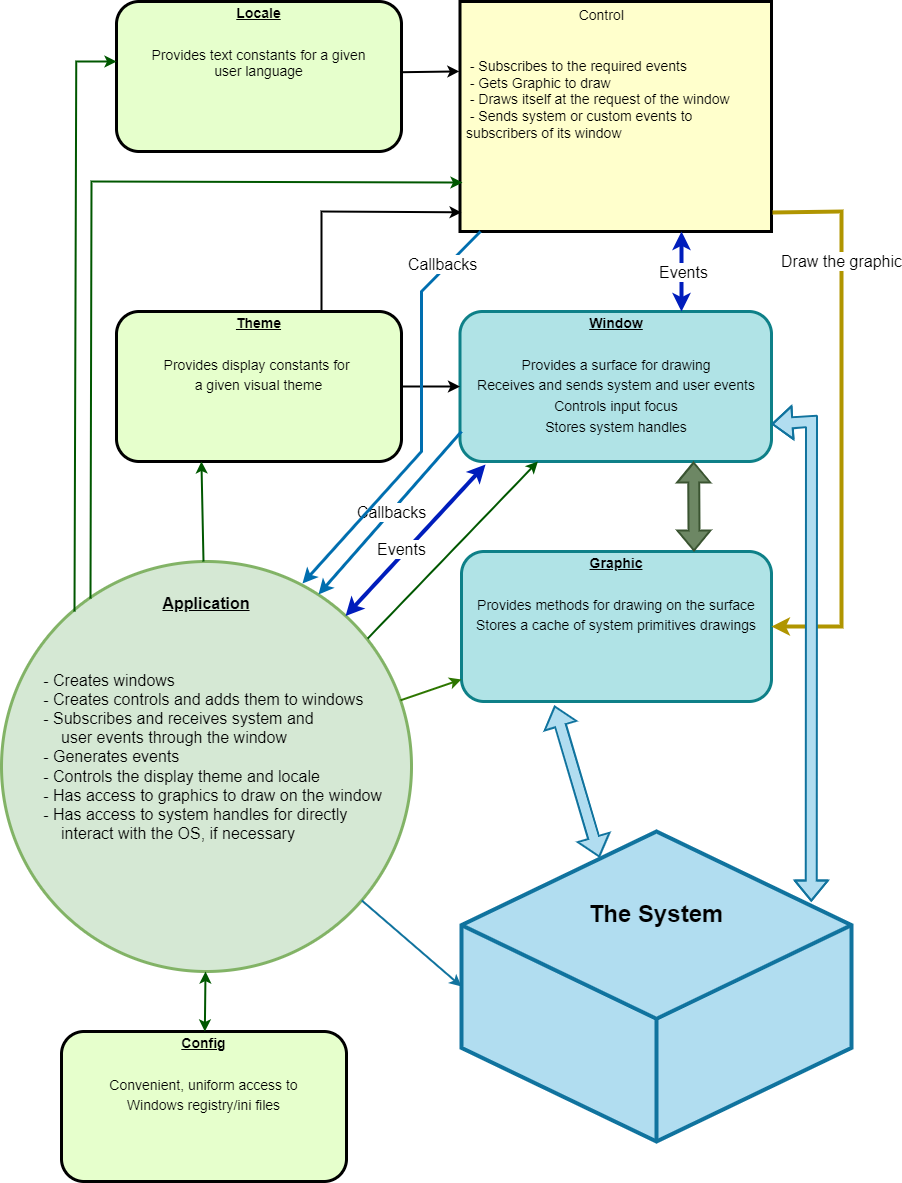 Locale
Provides text constants for a given
user language
Control
- Subscribes to the required events
- Gets Graphic to draw
- Draws itself at the request of the window
- Sends system or custom events to
subscribers of its window
Callbacks
Events
Draw the graphic
Theme
Provides display constants for
a given visual theme
Window
Provides a surface for drawing
Receives and sends system and user events
Controls input focus
Stores system handles
Callbacks
Events
Graphic
Provides methods for drawing on the surface
Stores a cache of system primitives drawings
Application
- Creates windows
- Creates controls and adds them to windows
- Subscribes and receives system and
user events through the window
- Generates events
- Controls the display theme and locale
- Has access to graphics to draw on the window
- Has access to system handles for directly
interact with the OS, if necessary
The System
Config
Convenient, uniform access to
Windows registry/ini files